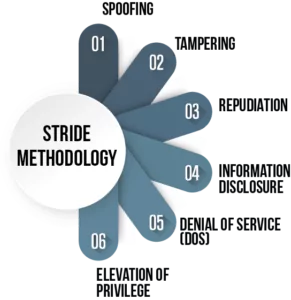 SPOOFING
01
TAMPERING
02
REPUDIATION
03
STRIDE
METHODOLOGY
INFORMATION
DISCLOSURE
04
DENIAL OF SERVICE
(DOS)
05
06
ELEVATION OF
PRIVILEGE